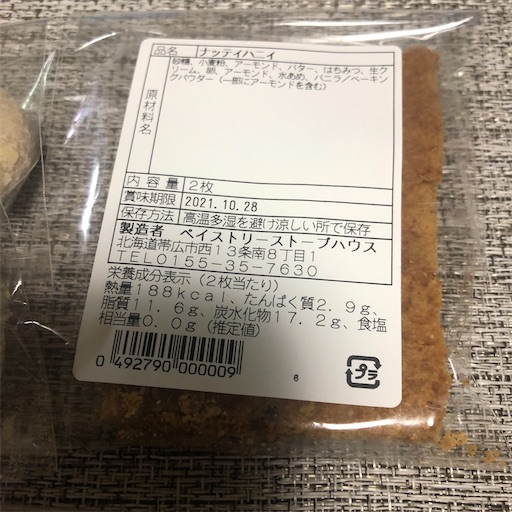 品名 ナッティハニィ
原材料名 砂糖、小麦粉、アーモンド、バター、はちみつ、生ク
リーム、卵、アーモンド、水あめ、バニラ/ベーキン
グパウダー（一部にアーモンドを含む）
内容量 2枚
賞味期限 2021.10.28
保存方法 高温多湿を避け涼しい所で保存
製造者 ペイストリーストーブハウス
北海道帯広市西13条南8丁目1
TEL0155-35-7630
栄養成分表示（2枚当たり）
熱量188kcal、たんぱく質2.9g、
脂質11.6g、炭水化物17.2g、食塩
相当量0.0g（推定値）
0 492790 000009
6
プラ